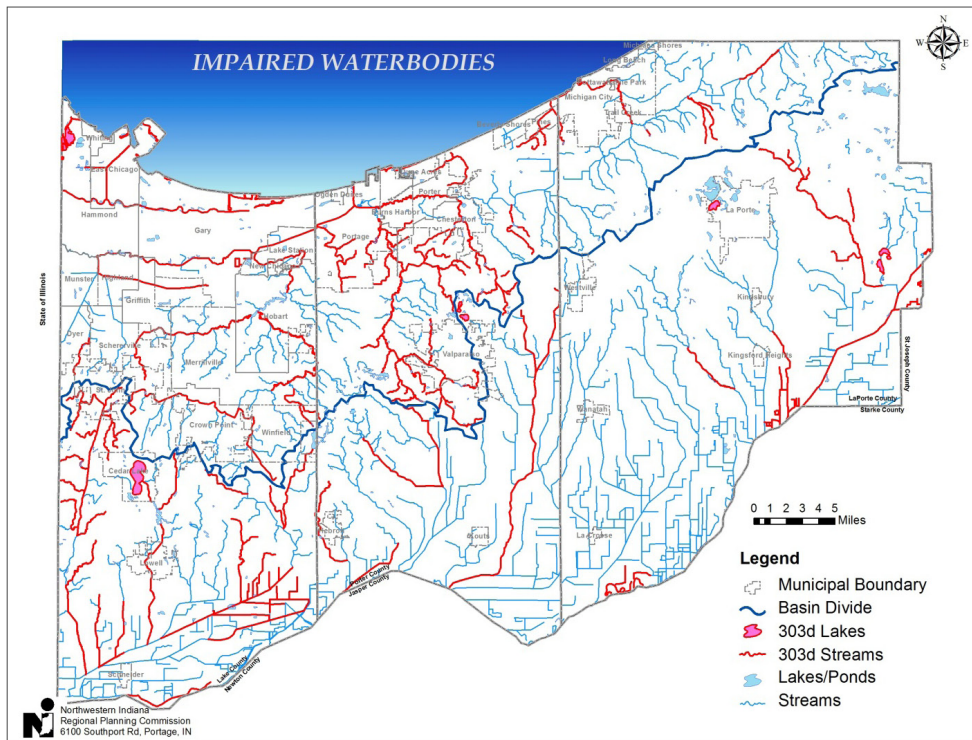 IMPAIRED WATERBODIES
N
W
E
S
Michiana Shores
Long Beach
Pottawattamie Park
Michigan City
Trail Creek
Beverly Shores
Pines
Whiting
East Chicago
Hammond
Gary
Ogden Dunes
Dune Acres
Porter
Burns Harbor
Chesterton
Portage
Lake Station
New Chicago
La Porte
Munster
Highland
Griffith
Hobart
Dyer
Schererville
Merrillville
Valparaiso
Westville
Kingsbury
Kingsford Heights
Crown Point
Winfield
Wanatah
Cedar Lake
Lowell
Hebron
Kouts
La Crosse
Schneider
State of Illinois
St Joseph County
LaPorte County
Starke County
Porter County
Jasper County
Lake County
Newton County
0 1 2 3 4 5
Miles
Legend
Municipal Boundary
Basin Divide
303d Lakes
303d Streams
Lakes/Ponds
Streams
Northwestern Indiana
Regional Planning Commission
6100 Southport Rd, Portage, IN